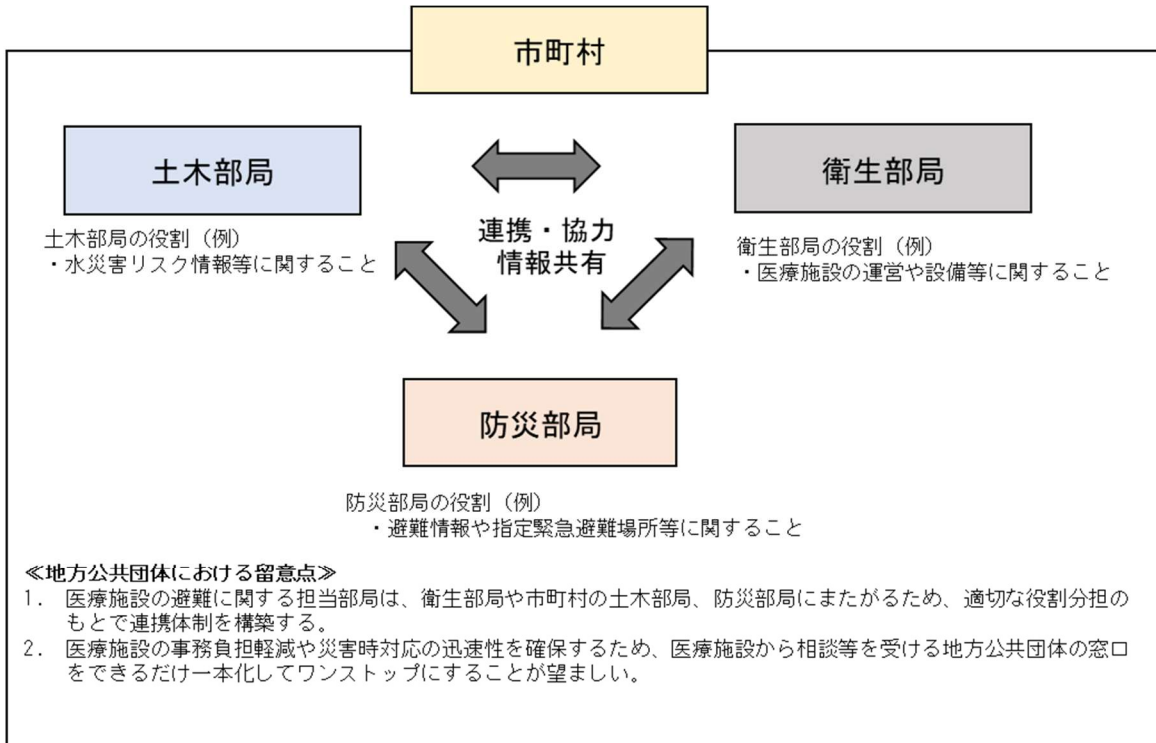 市町村
土木部局
衛生部局
土木部局の役割（例）
・水災害リスク情報等に関すること
連携・協力
情報共有
衛生部局の役割（例）
・医療施設の運営や設備等に関すること
防災部局
防災部局の役割（例）
・避難情報や指定緊急避難場所等に関すること
≪地方公共団体における留意点≫
1. 医療施設の避難に関する担当部局は、衛生部局や市町村の土木部局、防災部局にまたがるため、適切な役割分担の
もとで連携体制を構築する。
2. 医療施設の事務負担軽減や災害時対応の迅速性を確保するため、医療施設から相談等を受ける地方公共団体の窓口
をできるだけ一本化してワンストップにすることが望ましい。